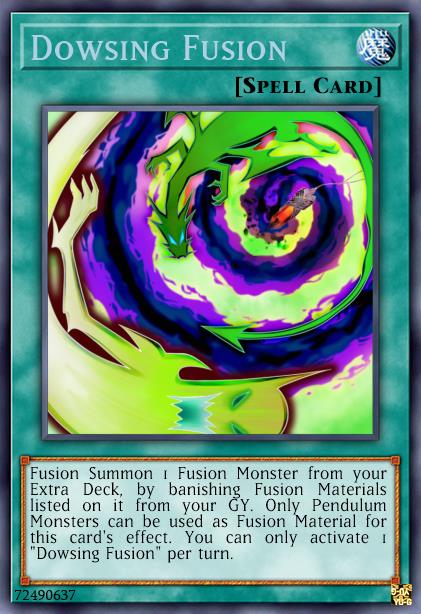 Dowsing Fusion
魔
[Spell Card]
Fusion Summon 1 Fusion Monster from your
Extra Deck, by banishing Fusion Materials
listed on it from your GY. Only Pendulum
Monsters can be used as Fusion Material for
this card's effect. You can only activate 1
"Dowsing Fusion" per turn.
72490637